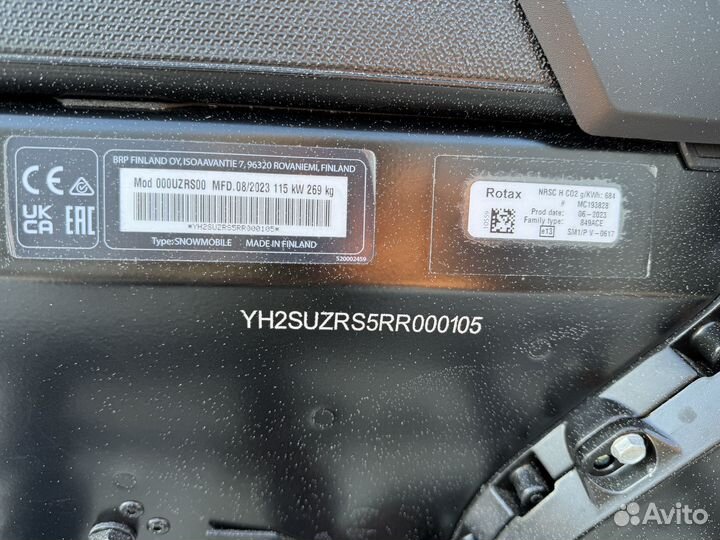 CE
UK
CA
EAC
BRP FINLAND OY, ISOAAVANTIE 7, 96320 ROVANIEMI, FINLAND
Mod 000UZRS00 MFD.08/2023 115 kW 269 kg
*YH2SUZRS5RR000105*
Type:SNOWMOBILE MADE IN FINLAND
520002459
Rotax
10559
NRSC H CO2 g/KWh: 684
# MC193828
Prod date: 06-2023
Family type: 849ACE
e13 SM1/P V-0617
YH2SUZRS5RR000105
Avito